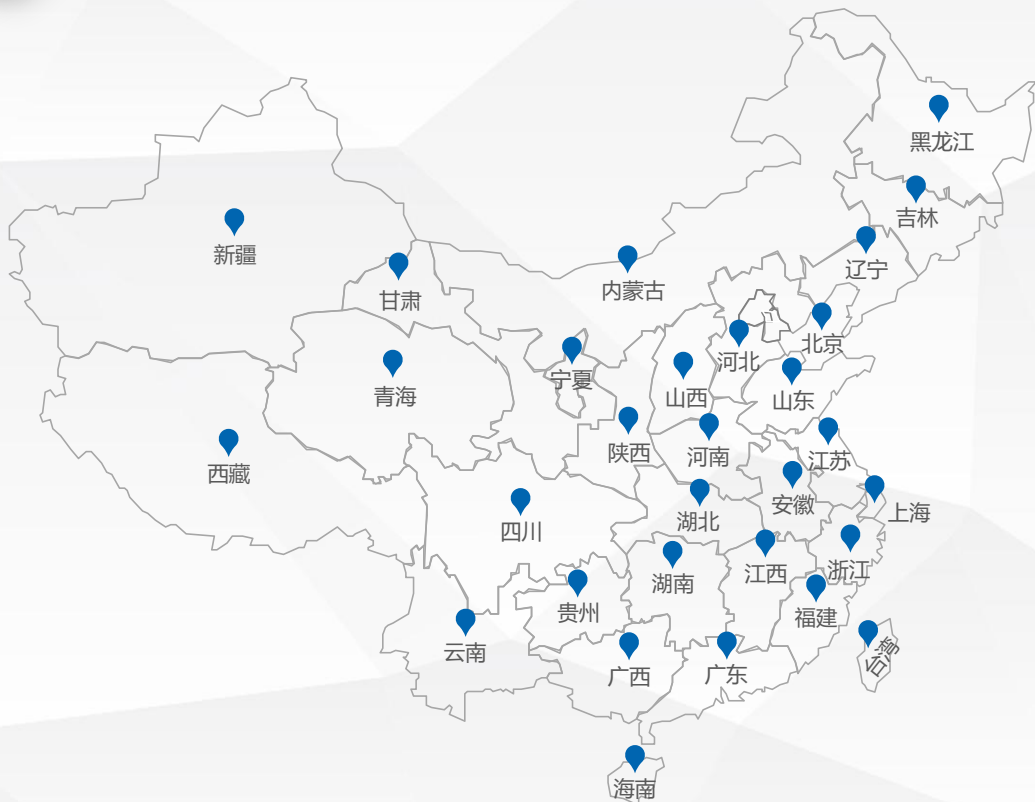 黑龙江
吉林
新疆
辽宁
内蒙古
甘肃
北京
河北
宁夏
青海
山西
山东
陕西
河南
江苏
西藏
安徽
上海
湖北
四川
浙江
江西
湖南
贵州
福建
云南
台湾
广西
广东
海南